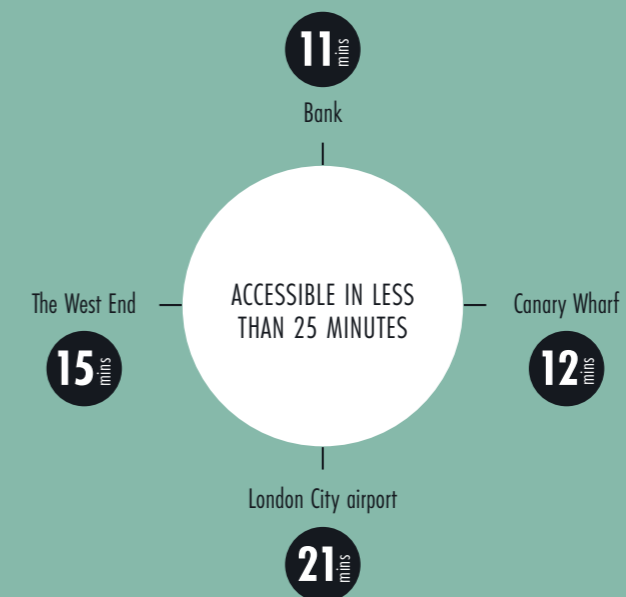 11 mins
Bank
The West End
15 mins
ACCESSIBLE IN LESS
THAN 25 MINUTES
Canary Wharf
12 mins
London City airport
21 mins